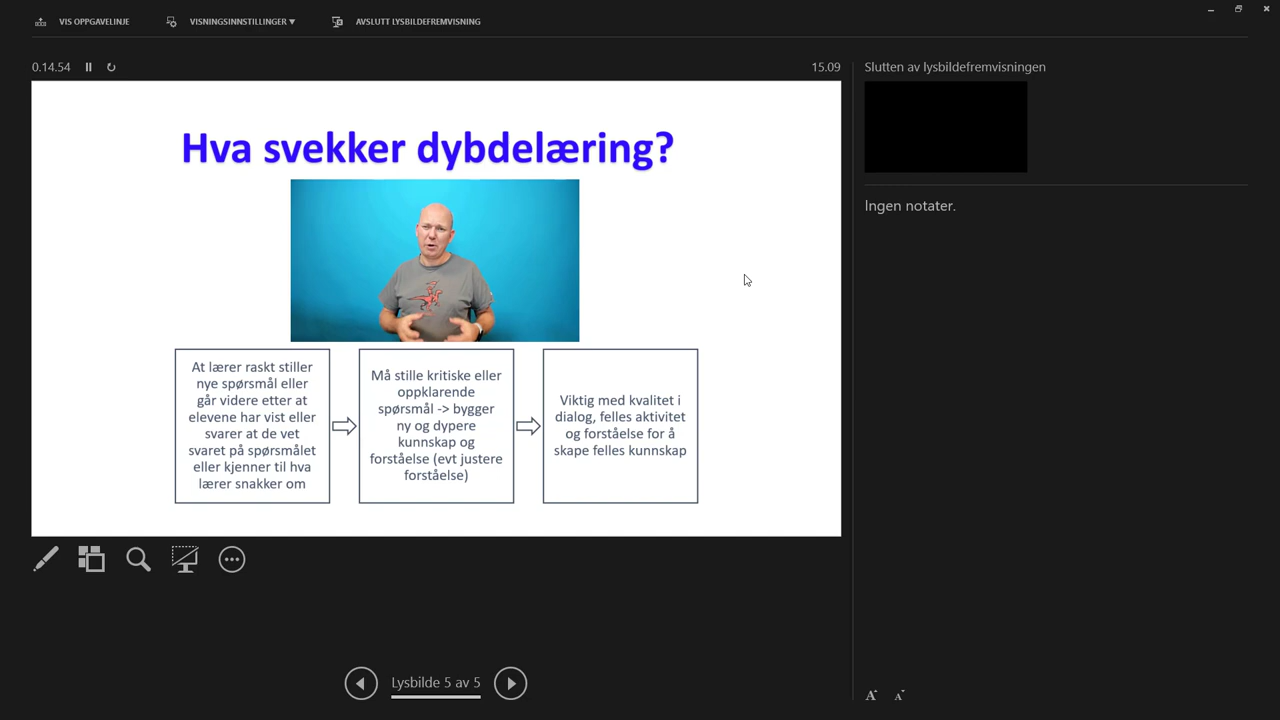 VIS OPPGAVELINJE
VISNINGSINNSTILLINGER ▾
AVSLUTT LYSBILDEFREMVISNING
0.14.54
15.09
Slutten av lysbildefremvisningen
Ingen notater.
Hva svekker dybdelæring?
At lærer raskt stiller
nye spørsmål eller
går videre etter at
elevene har vist eller
svarer at de vet
svaret på spørsmålet
eller kjenner til hva
lærer snakker om
Må stille kritiske eller
oppklarende
spørsmål -> bygger
ny og dypere
kunnskap og
forståelse (evt justere
forståelse)
Viktig med kvalitet i
dialog, felles aktivitet
og forståelse for å
skape felles kunnskap
Lysbilde 5 av 5
A A